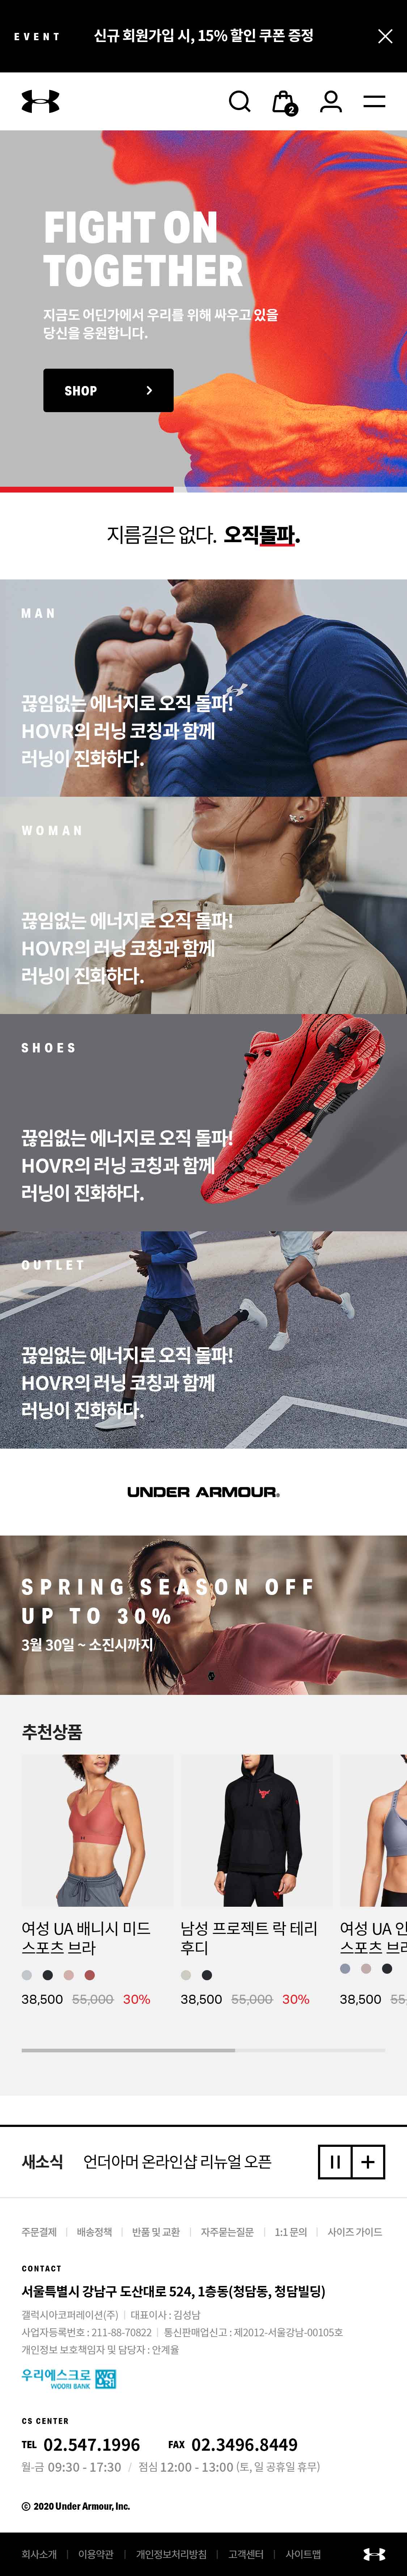 EVENT 신규 회원가입 시, 15% 할인 쿠폰 증정
2
FIGHT ON
TOGETHER
지금도 어딘가에서 우리를 위해 싸우고 있을
당신을 응원합니다.
SHOP
지름길은 없다. 오직돌파.
MAN
끊임없는 에너지로 오직 돌파!
HOVR의 러닝 코칭과 함께
러닝이 진화하다.
WOMAN
끊임없는 에너지로 오직 돌파!
HOVR의 러닝 코칭과 함께
러닝이 진화하다.
SHOES
끊임없는 에너지로 오직 돌파!
HOVR의 러닝 코칭과 함께
러닝이 진화하다.
OUTLET
끊임없는 에너지로 오직 돌파!
HOVR의 러닝 코칭과 함께
러닝이 진화하다.
UNDER ARMOUR®
SPRING SEASON OFF
UP TO 30%
3월 30일 ~ 소진시까지
추천상품
여성 UA 배니시 미드
스포츠 브라
38,500 55,000 30%
남성 프로젝트 락 테리
후디
38,500 55,000 30%
여성 UA 인
스포츠 브라
38,500 55,
새소식 언더아머 온라인샵 리뉴얼 오픈
주문결제 | 배송정책 | 반품 및 교환 | 자주묻는질문 | 1:1 문의 | 사이즈 가이드
CONTACT
서울특별시 강남구 도산대로 524, 1층동(청담동, 청담빌딩)
갤럭시아코퍼레이션(주) | 대표이사 : 김성남
사업자등록번호 : 211-88-70822 | 통신판매업신고 : 제2012-서울강남-00105호
개인정보 보호책임자 및 담당자 : 안계율
우리에스크로
WOORI BANK
CS CENTER
TEL 02.547.1996 FAX 02.3496.8449
월-금 09:30 - 17:30 / 점심 12:00 - 13:00 (토, 일 공휴일 휴무)
© 2020 Under Armour, Inc.
회사소개 | 이용약관 | 개인정보처리방침 | 고객센터 | 사이트맵